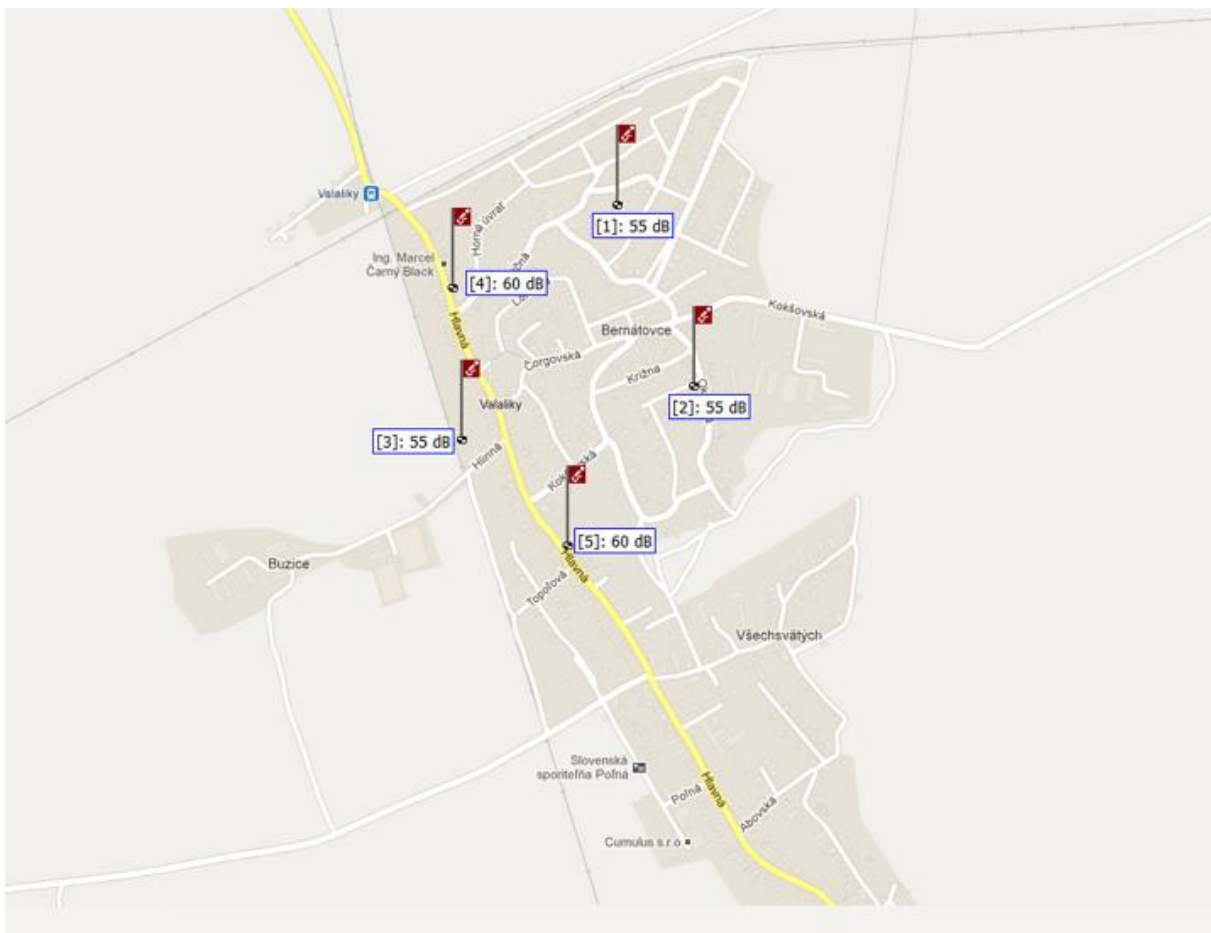 Valaliky
Horná úvraľ
[1]: 55 dB
Ing. Marcel
Čarný Black
[4]: 60 dB
Hlavná
Kokšovská
Bernátovce
Čorgovská
Krížna
Valaliky
[2]: 55 dB
[3]: 55 dB
Hlinná
[5]: 60 dB
Hlavná
Buzice
Topoľová
Všechsvätých
Slovenská
sporiteľňa Poľná
Poľná
Hlavná
Abovská
Cumulus s.r.o